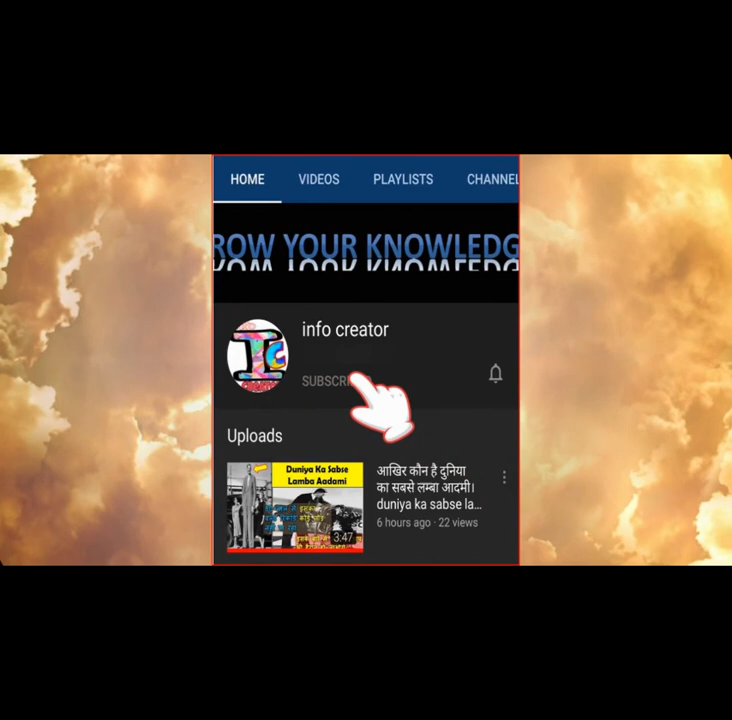 HOME VIDEOS PLAYLISTS CHANNEL
ROW YOUR KNOWLEDG
info creator
SUBSCRI
Uploads
Duniya Ka Sabse
Lamba Aadami
3:47
आखिर कौन है दुनिया
का सबसे लम्बा आदमी।
duniya ka sabse la...
6 hours ago · 22 views